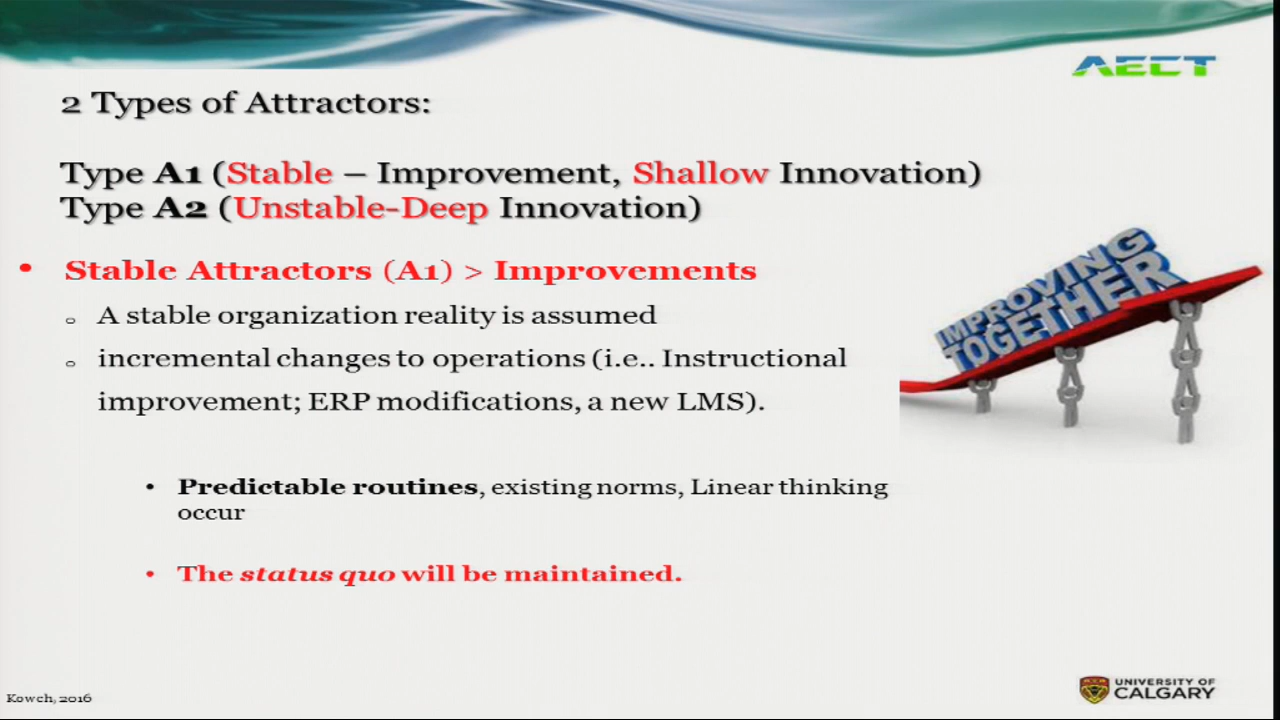 AECT
2 Types of Attractors:
Type A1 (Stable – Improvement, Shallow Innovation)
Type A2 (Unstable-Deep Innovation)
• Stable Attractors (A1) > Improvements
o A stable organization reality is assumed
o incremental changes to operations (i.e.. Instructional
improvement; ERP modifications, a new LMS).
IMPROVING
TOGETHER
• Predictable routines, existing norms, Linear thinking
occur
• The status quo will be maintained.
Kowch, 2016
UNIVERSITY OF
CALGARY